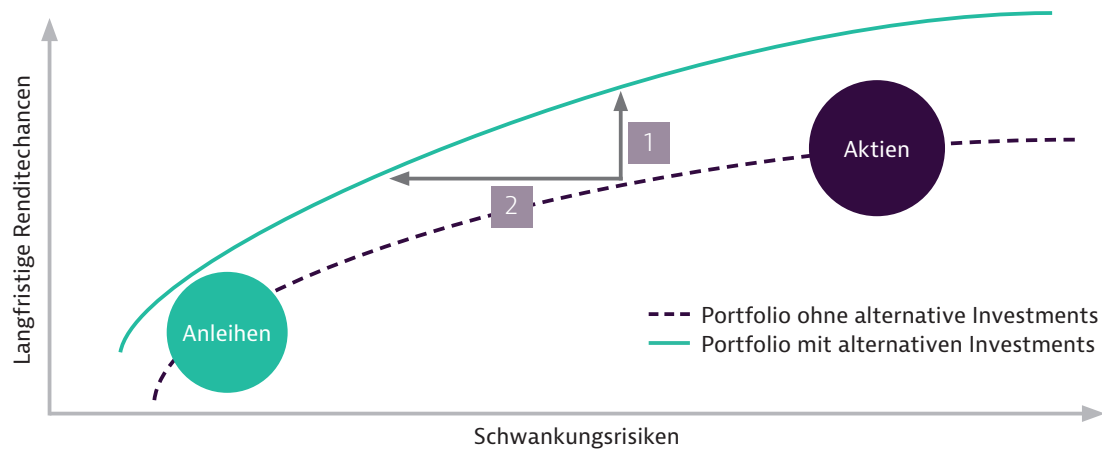 Langfristige Renditechancen
1
Aktien
2
Anleihen
Portfolio ohne alternative Investments
Portfolio mit alternativen Investments
Schwankungsrisiken